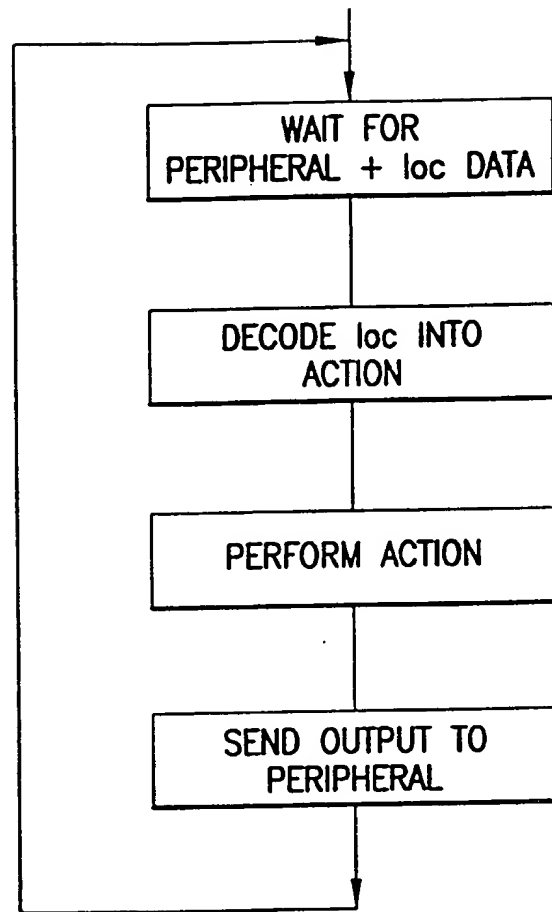 WAIT FOR
PERIPHERAL + loc DATA
DECODE loc INTO
ACTION
PERFORM ACTION
SEND OUTPUT TO
PERIPHERAL